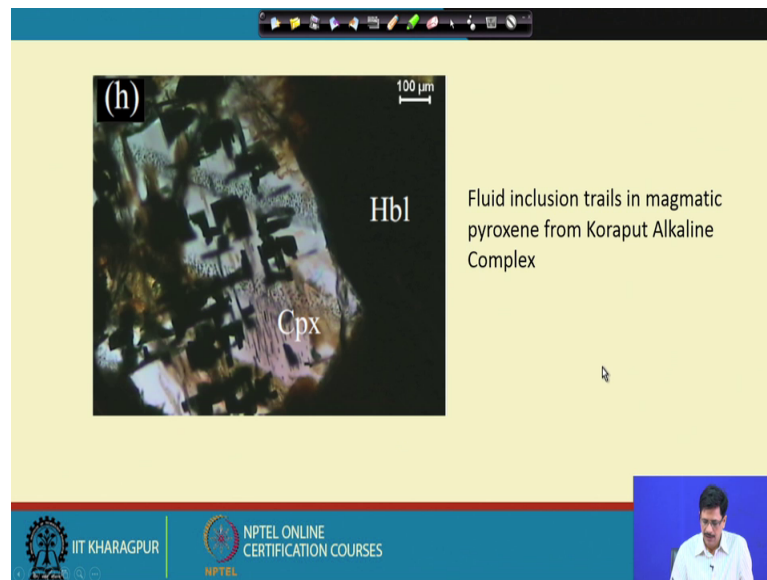 (h)
100 µm
Hbl
Cpx
Fluid inclusion trails in magmatic
pyroxene from Koraput Alkaline
Complex
IIT KHARAGPUR
NPTEL
NPTEL ONLINE
CERTIFICATION COURSES